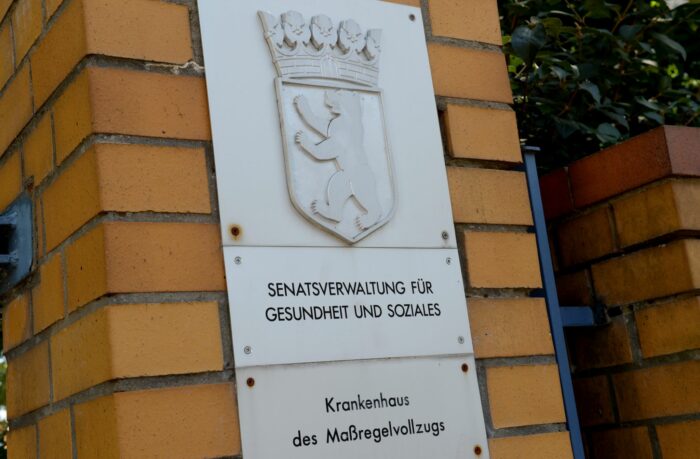 SENATSVERWALTUNG FÜR
GESUNDHEIT UND SOZIALES
Krankenhaus
des Maßregelvollzugs